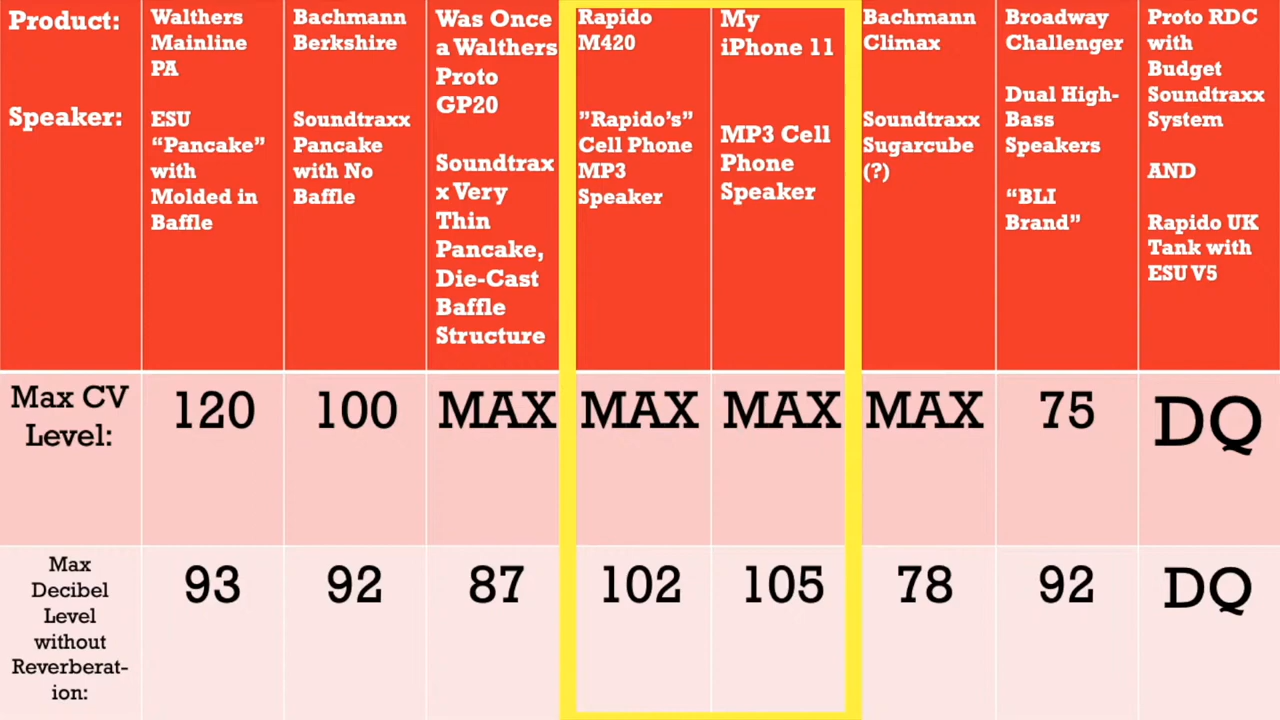 Product:
Speaker:
Walthers
Mainline
PA
ESU
“Pancake”
with
Molded in
Baffle
Bachmann
Berkshire
Soundtraxx
Pancake
with No
Baffle
Was Once
a Walthers
Proto
GP20
Soundtrax
x Very
Thin
Pancake,
Die-Cast
Baffle
Structure
Rapido
M420
”Rapido’s”
Cell Phone
MP3
Speaker
My
iPhone 11
MP3 Cell
Phone
Speaker
Bachmann
Climax
Soundtraxx
Sugarcube
(?)
Broadway
Challenger
Dual High-
Bass
Speakers
“BLI
Brand”
Proto RDC
with
Budget
Soundtraxx
System
AND
Rapido UK
Tank with
ESU V5
Max CV
Level:
120
100
MAX
MAX
MAX
MAX
75
DQ
Max
Decibel
Level
without
Reverberat-
ion:
93
92
87
102
105
78
92
DQ